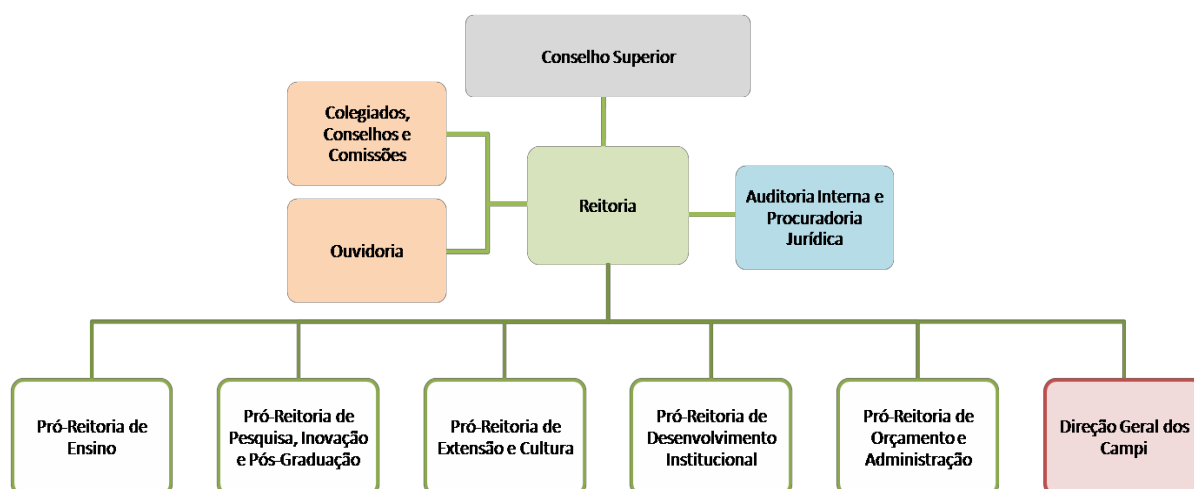 Conselho Superior
Colegiados,
Conselhos e
Comissões
Reitoria
Auditoria Interna e
Procuradoria
Jurídica
Ouvidoria
Pró-Reitoria de
Ensino
Pró-Reitoria de
Pesquisa, Inovação
e Pós-Graduação
Pró-Reitoria de
Extensão e Cultura
Pró-Reitoria de
Desenvolvimento
Institucional
Pró-Reitoria de
Orçamento e
Administração
Direção Geral dos
Campi